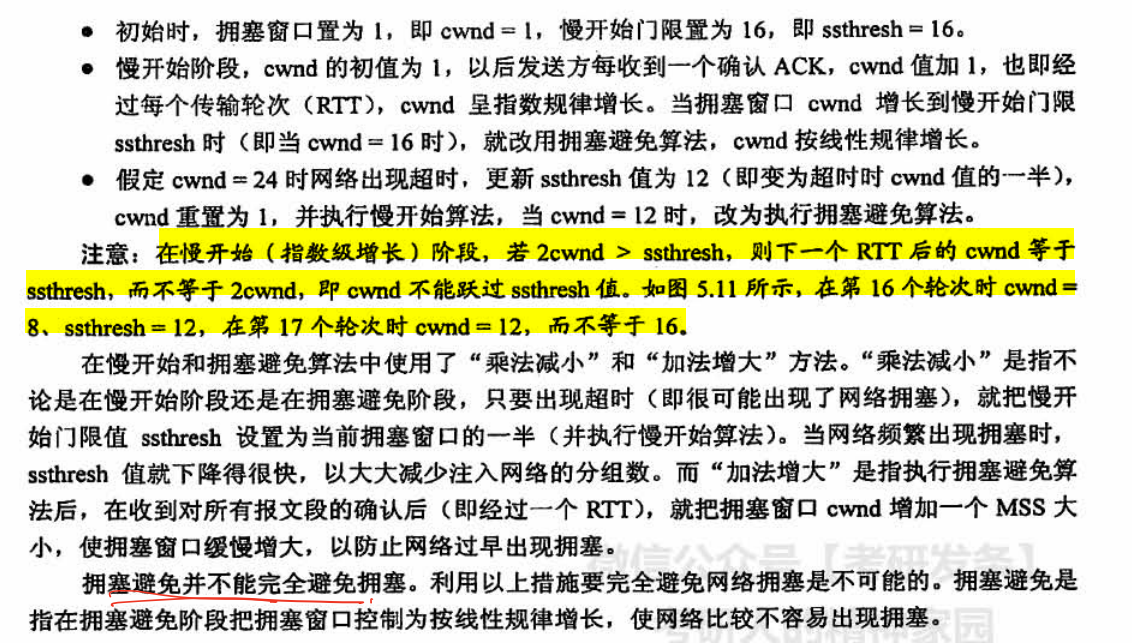 ● 初始时，拥塞窗口置为 1，即 cwnd = 1，慢开始门限置为 16，即 ssthresh = 16。
● 慢开始阶段，cwnd 的初值为 1，以后发送方每收到一个确认 ACK，cwnd 值加 1，也即经
过每个传输轮次（RTT），cwnd 呈指数规律增长。当拥塞窗口 cwnd 增长到慢开始门限
ssthresh 时（即当 cwnd = 16 时），就改用拥塞避免算法，cwnd 按线性规律增长。
● 假定 cwnd = 24 时网络出现超时，更新 ssthresh 值为 12（即变为超时时 cwnd 值的一半），
cwnd 重置为 1，并执行慢开始算法，当 cwnd = 12 时，改为执行拥塞避免算法。
注意：在慢开始（指数级增长）阶段，若 2cwnd > ssthresh，则下一个 RTT 后的 cwnd 等于
ssthresh，而不等于 2cwnd，即 cwnd 不能跃过 ssthresh 值。如图 5.11 所示，在第 16 个轮次时 cwnd =
8、ssthresh = 12，在第 17 个轮次时 cwnd = 12，而不等于 16。
在慢开始和拥塞避免算法中使用了“乘法减小”和“加法增大”方法。“乘法减小”是指不
论是在慢开始阶段还是在拥塞避免阶段，只要出现超时（即很可能出现了网络拥塞），就把慢开
始门限值 ssthresh 设置为当前拥塞窗口的一半（并执行慢开始算法）。当网络频繁出现拥塞时，
ssthresh 值就下降得很快，以大大减少注入网络的分组数。而“加法增大”是指执行拥塞避免算
法后，在收到对所有报文段的确认后（即经过一个 RTT），就把拥塞窗口 cwnd 增加一个 MSS 大
小，使拥塞窗口缓慢增大，以防止网络过早出现拥塞。
微信公众号【考研发条】
拥塞避免并不能完全避免拥塞。利用以上措施要完全避免网络拥塞是不可能的。拥塞避免是
指在拥塞避免阶段把拥塞窗口控制为按线性规律增长，使网络比较不容易出现拥塞。
考研人的精神家园